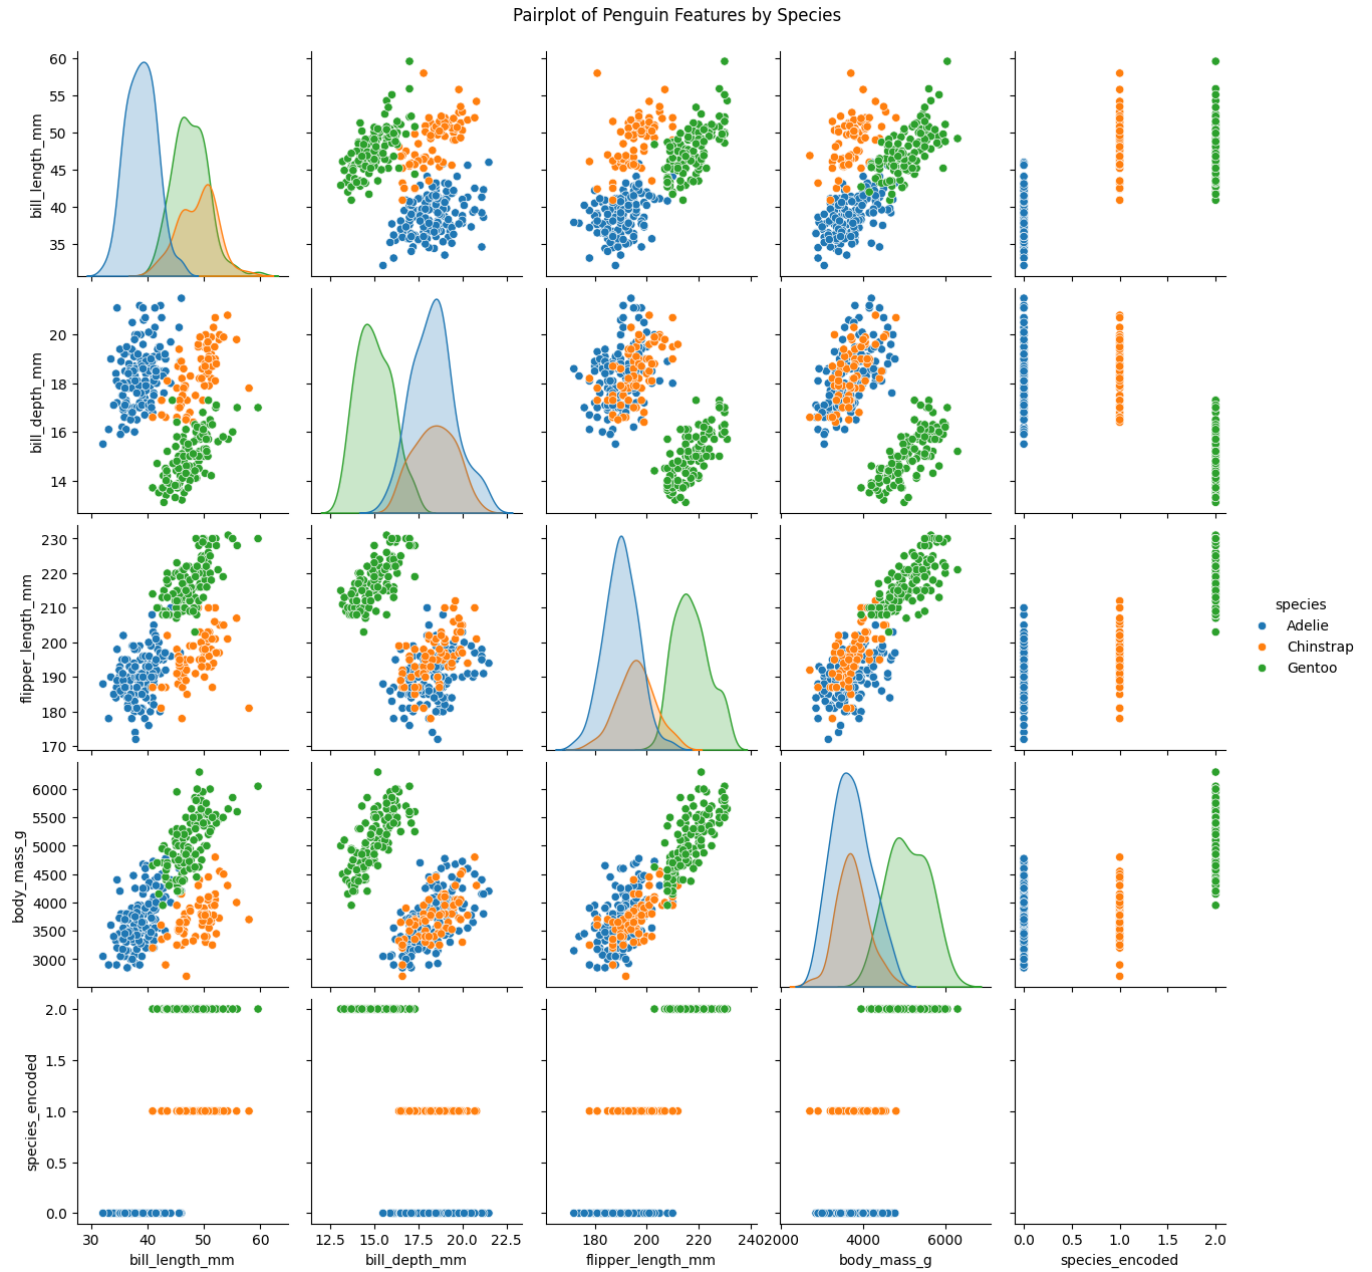 Pairplot of Penguin Features by Species
60
55
50
45
40
35
bill_length_mm
20
18
16
14
bill_depth_mm
230
220
210
200
190
180
170
flipper_length_mm
species
Adelie
Chinstrap
Gentoo
6000
5500
5000
4500
4000
3500
3000
body_mass_g
2.0
1.5
1.0
0.5
0.0
species_encoded
30 40 50 60
12.5 15.0 17.5 20.0 22.5
180 200 220 240
2000 4000 6000
0.0 0.5 1.0 1.5 2.0
bill_length_mm
bill_depth_mm
flipper_length_mm
body_mass_g
species_encoded